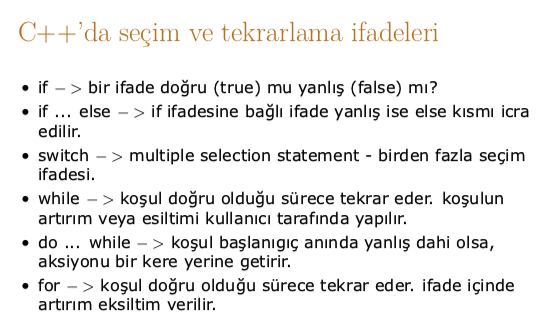 C++'da seçim ve tekrarlama ifadeleri
• if −> bir ifade doğru (true) mu yanlış (false) mı?
• if ... else −> if ifadesine bağlı ifade yanlış ise else kısmı icra
edilir.
• switch −> multiple selection statement - birden fazla seçim
ifadesi.
• while −> koşul doğru olduğu sürece tekrar eder. koşulun
artırım veya esiltimi kullanıcı tarafında yapılır.
• do ... while −> koşul başlanıgıç anında yanlış dahi olsa,
aksiyonu bir kere yerine getirir.
• for −> koşul doğru olduğu sürece tekrar eder. ifade içinde
artırım eksiltim verilir.